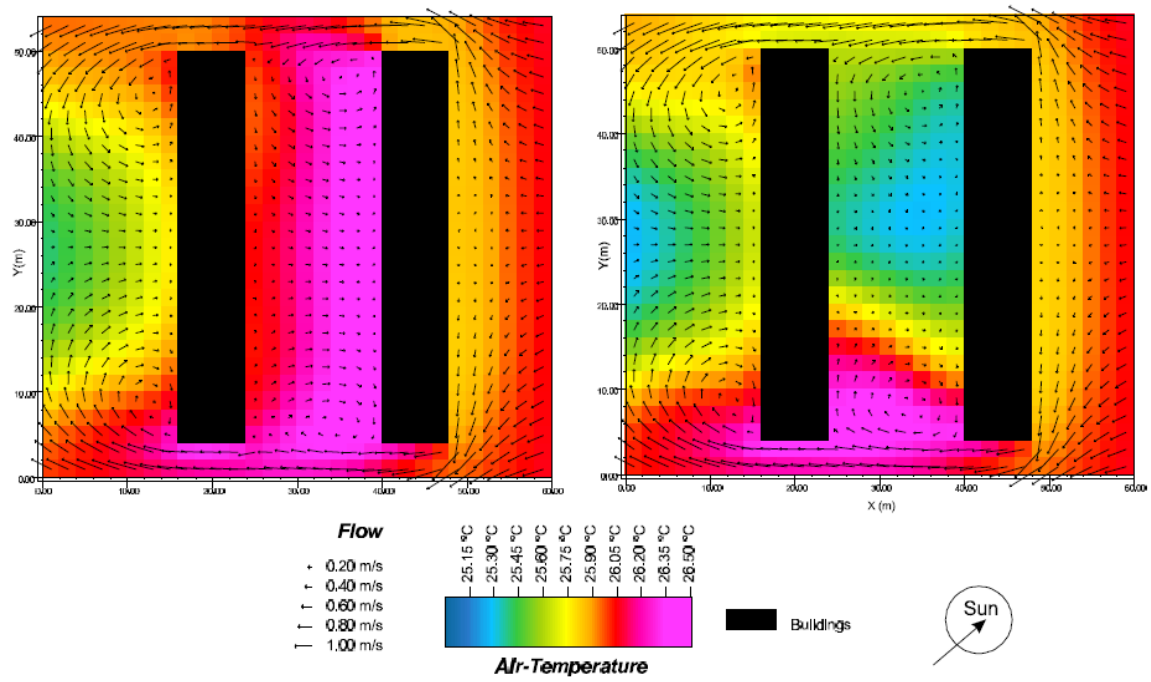 50.00
40.00
30.00
Y(m)
20.00
10.00
0.00
0.00 10.00 20.00 30.00 40.00 50.00 60.00
50.00
40.00
30.00
Y(m)
20.00
10.00
0.00
0.00 10.00 20.00 30.00 40.00 50.00 60.00
X (m)
Flow
0.20 m/s
0.40 m/s
0.60 m/s
0.80 m/s
1.00 m/s
25.15 °C
25.30 °C
25.45 °C
25.60 °C
25.75 °C
25.90 °C
26.05 °C
26.20 °C
26.35 °C
26.50 °C
Air-Temperature
Buildings
Sun